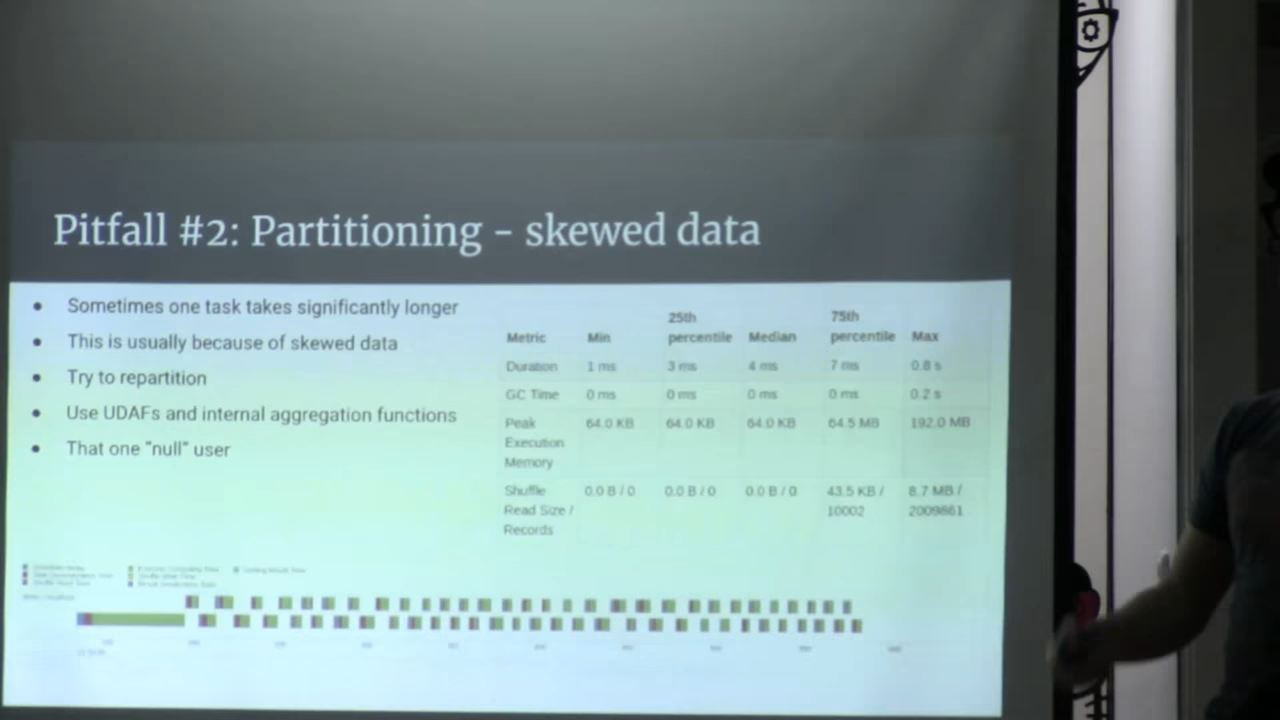 Pitfall #2: Partitioning - skewed data
• Sometimes one task takes significantly longer
• This is usually because of skewed data
• Try to repartition
• Use UDAFs and internal aggregation functions
• That one "null" user
Metric Min 25th percentile Median 75th percentile Max
Duration 1 ms 3 ms 4 ms 7 ms 0.8 s
GC Time 0 ms 0 ms 0 ms 0 ms 0.2 s
Peak Execution Memory 64.0 KB 64.0 KB 64.0 KB 64.5 MB 192.0 MB
Shuffle Read Size / Records 0.0 B / 0 0.0 B / 0 0.0 B / 0 43.5 KB / 10002 8.7 MB / 2009861